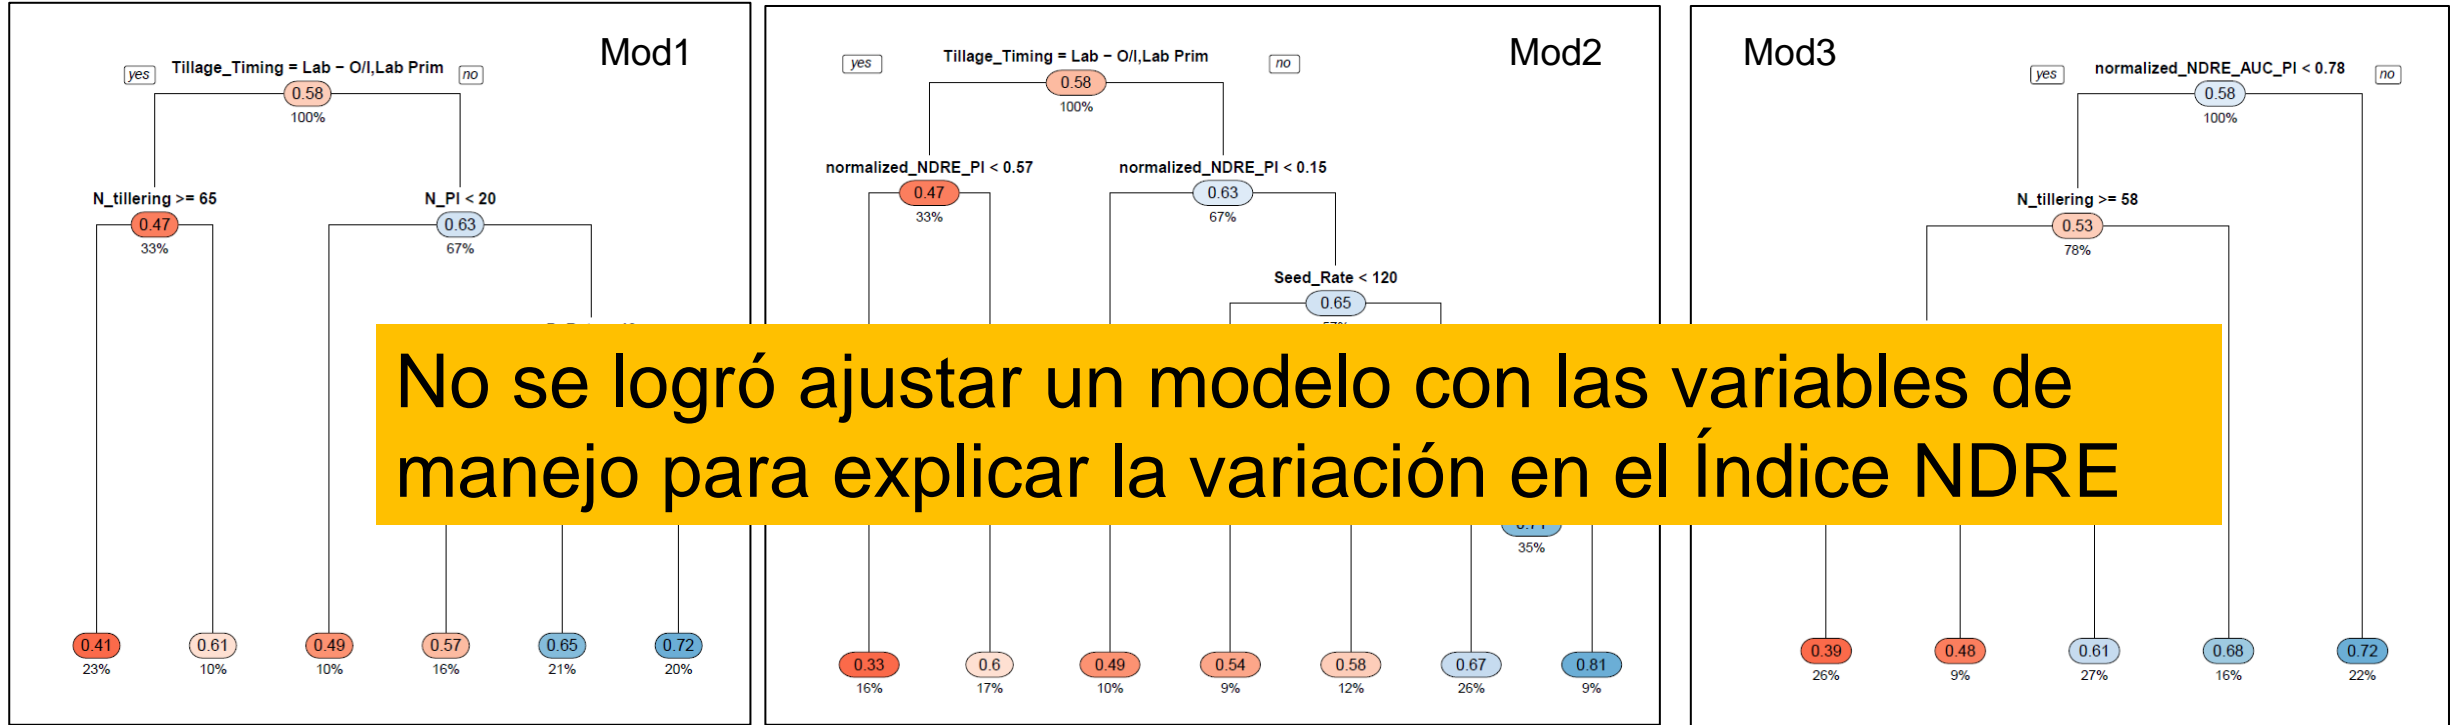 Mod1
Tillage_Timing = Lab − O/I,Lab Prim
yes
no
0.58
100%
N_tillering >= 65
0.47
33%
N_PI < 20
0.63
67%
0.41
23%
0.61
10%
0.49
10%
0.57
16%
0.65
21%
0.72
20%
Mod2
Tillage_Timing = Lab − O/I,Lab Prim
yes
no
0.58
100%
normalized_NDRE_PI < 0.57
0.47
33%
normalized_NDRE_PI < 0.15
0.63
67%
Seed_Rate < 120
0.65
35%
0.33
16%
0.6
17%
0.49
10%
0.54
9%
0.58
12%
0.67
26%
0.81
9%
Mod3
normalized_NDRE_AUC_PI < 0.78
yes
no
0.58
100%
N_tillering >= 58
0.53
78%
0.39
26%
0.48
9%
0.61
27%
0.68
16%
0.72
22%
No se logró ajustar un modelo con las variables de
manejo para explicar la variación en el Índice NDRE